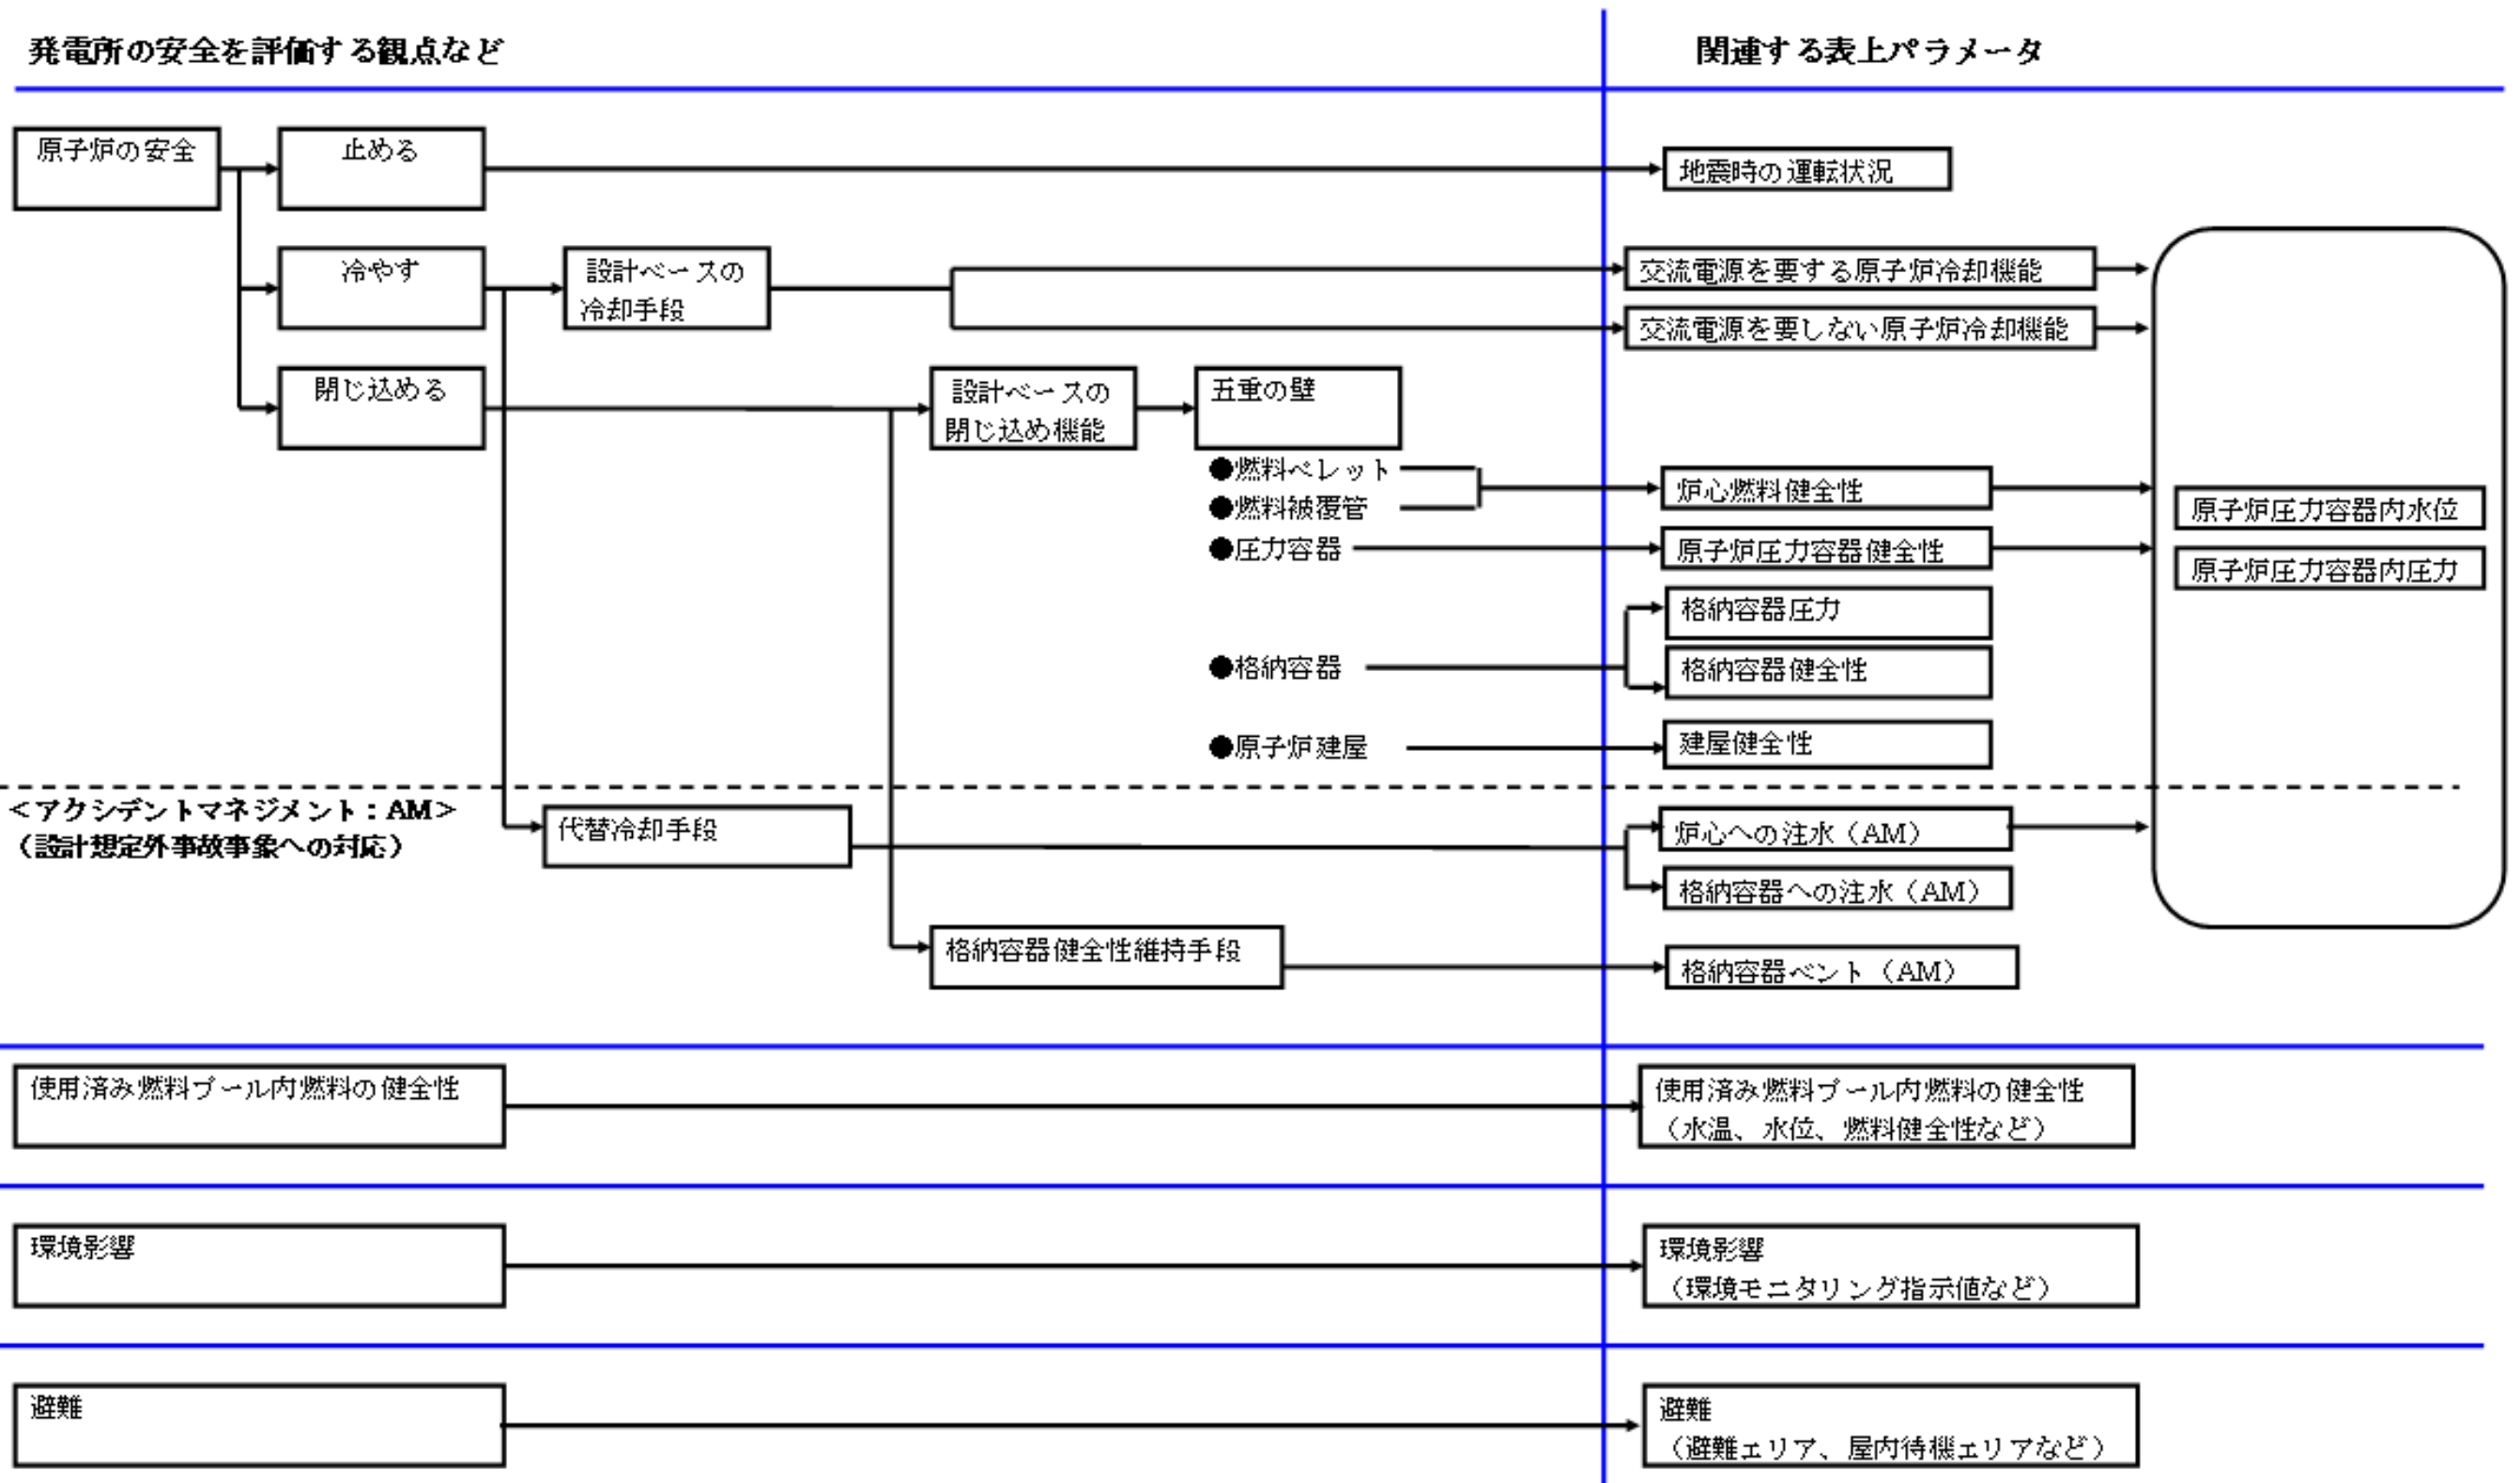 発電所の安全を評価する観点など
関連する表上パラメータ
原子炉の安全
止める
地震時の運転状況
冷やす
設計ベースの
冷却手段
交流電源を要する原子炉冷却機能
交流電源を要しない原子炉冷却機能
閉じ込める
設計ベースの
閉じ込め機能
五重の壁
●燃料ペレット
●燃料被覆管
●圧力容器
●格納容器
●原子炉建屋
炉心燃料健全性
原子炉圧力容器健全性
格納容器圧力
格納容器健全性
建屋健全性
原子炉圧力容器内水位
原子炉圧力容器内圧力
＜アクシデントマネジメント：AM＞
（設計想定外事故事象への対応）
代替冷却手段
炉心への注水（AM）
格納容器への注水（AM）
格納容器健全性維持手段
格納容器ベント（AM）
使用済み燃料プール内燃料の健全性
使用済み燃料プール内燃料の健全性
（水温、水位、燃料健全性など）
環境影響
環境影響
（環境モニタリング指示値など）
避難
避難
（避難エリア、屋内待機エリアなど）